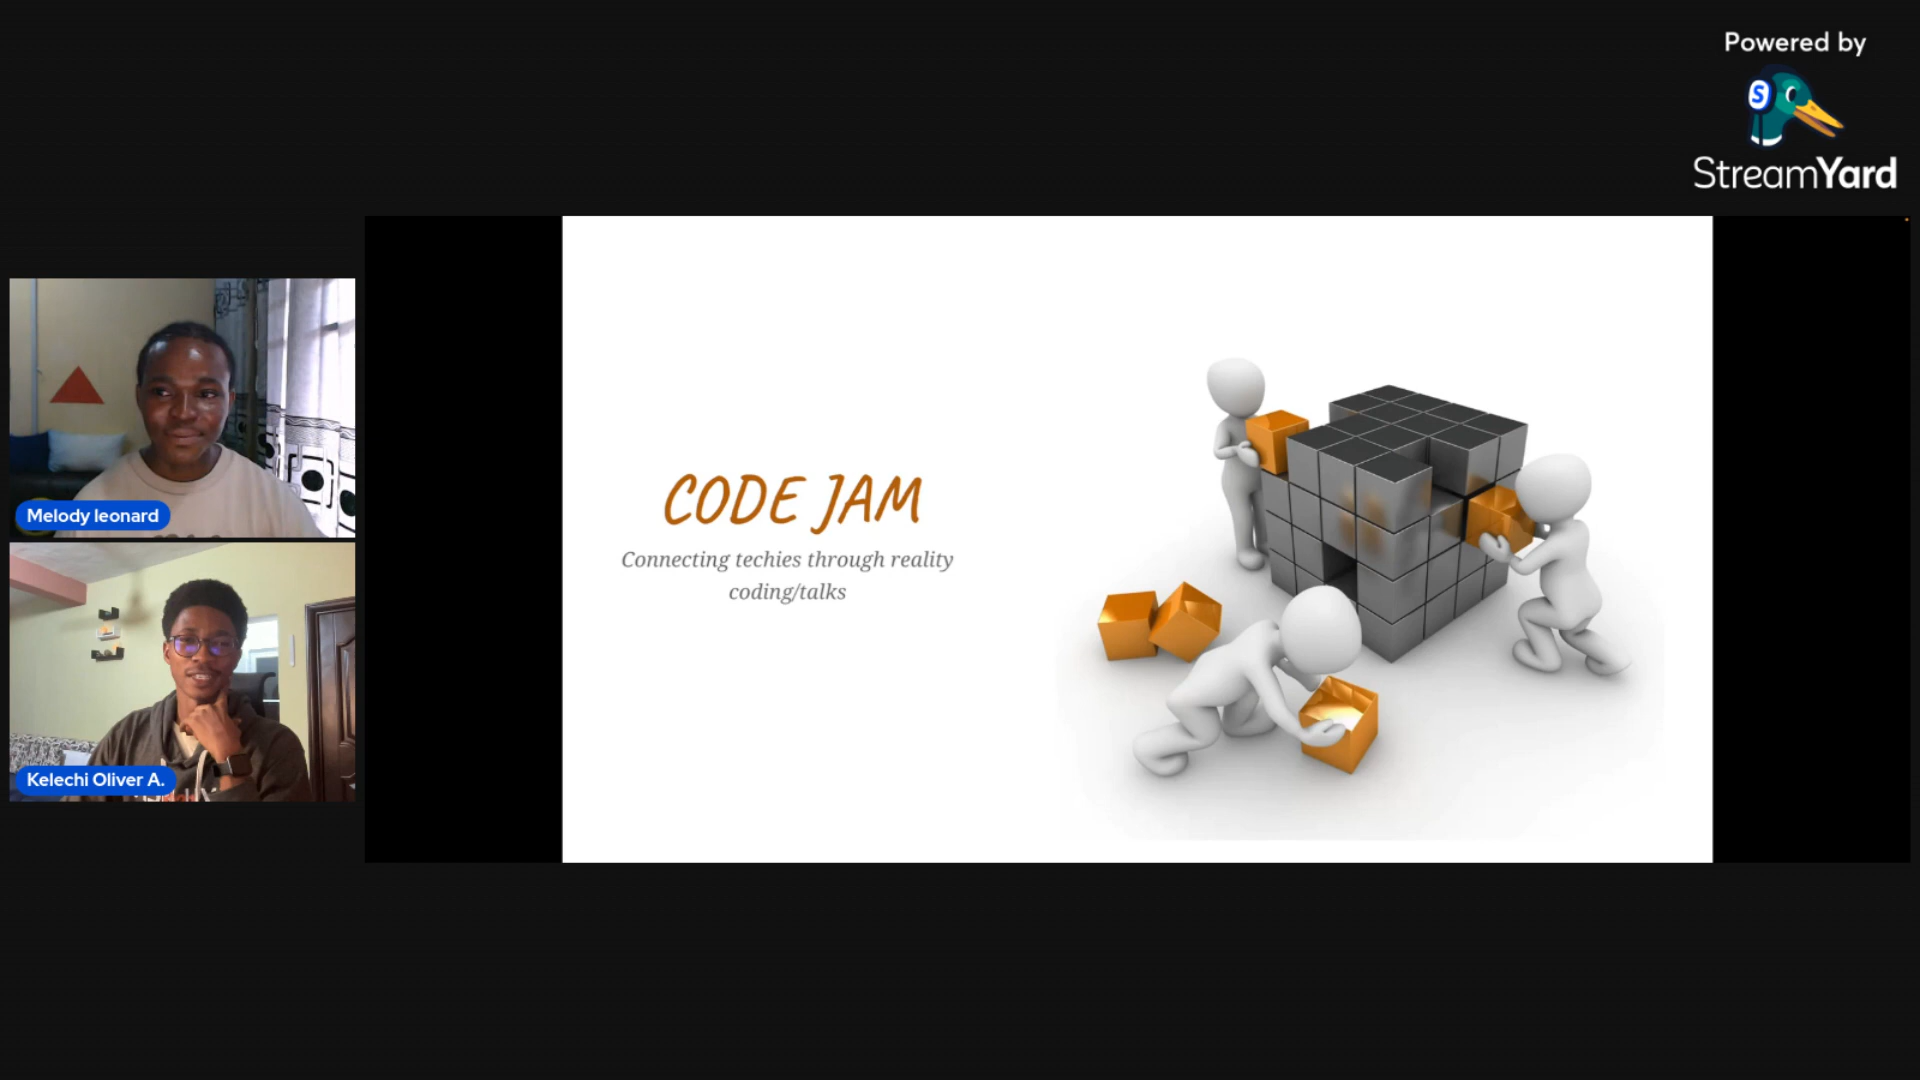 Powered by
S
StreamYard
CODE JAM
Connecting techies through reality
coding/talks
Melody leonard
Kelechi Oliver A.